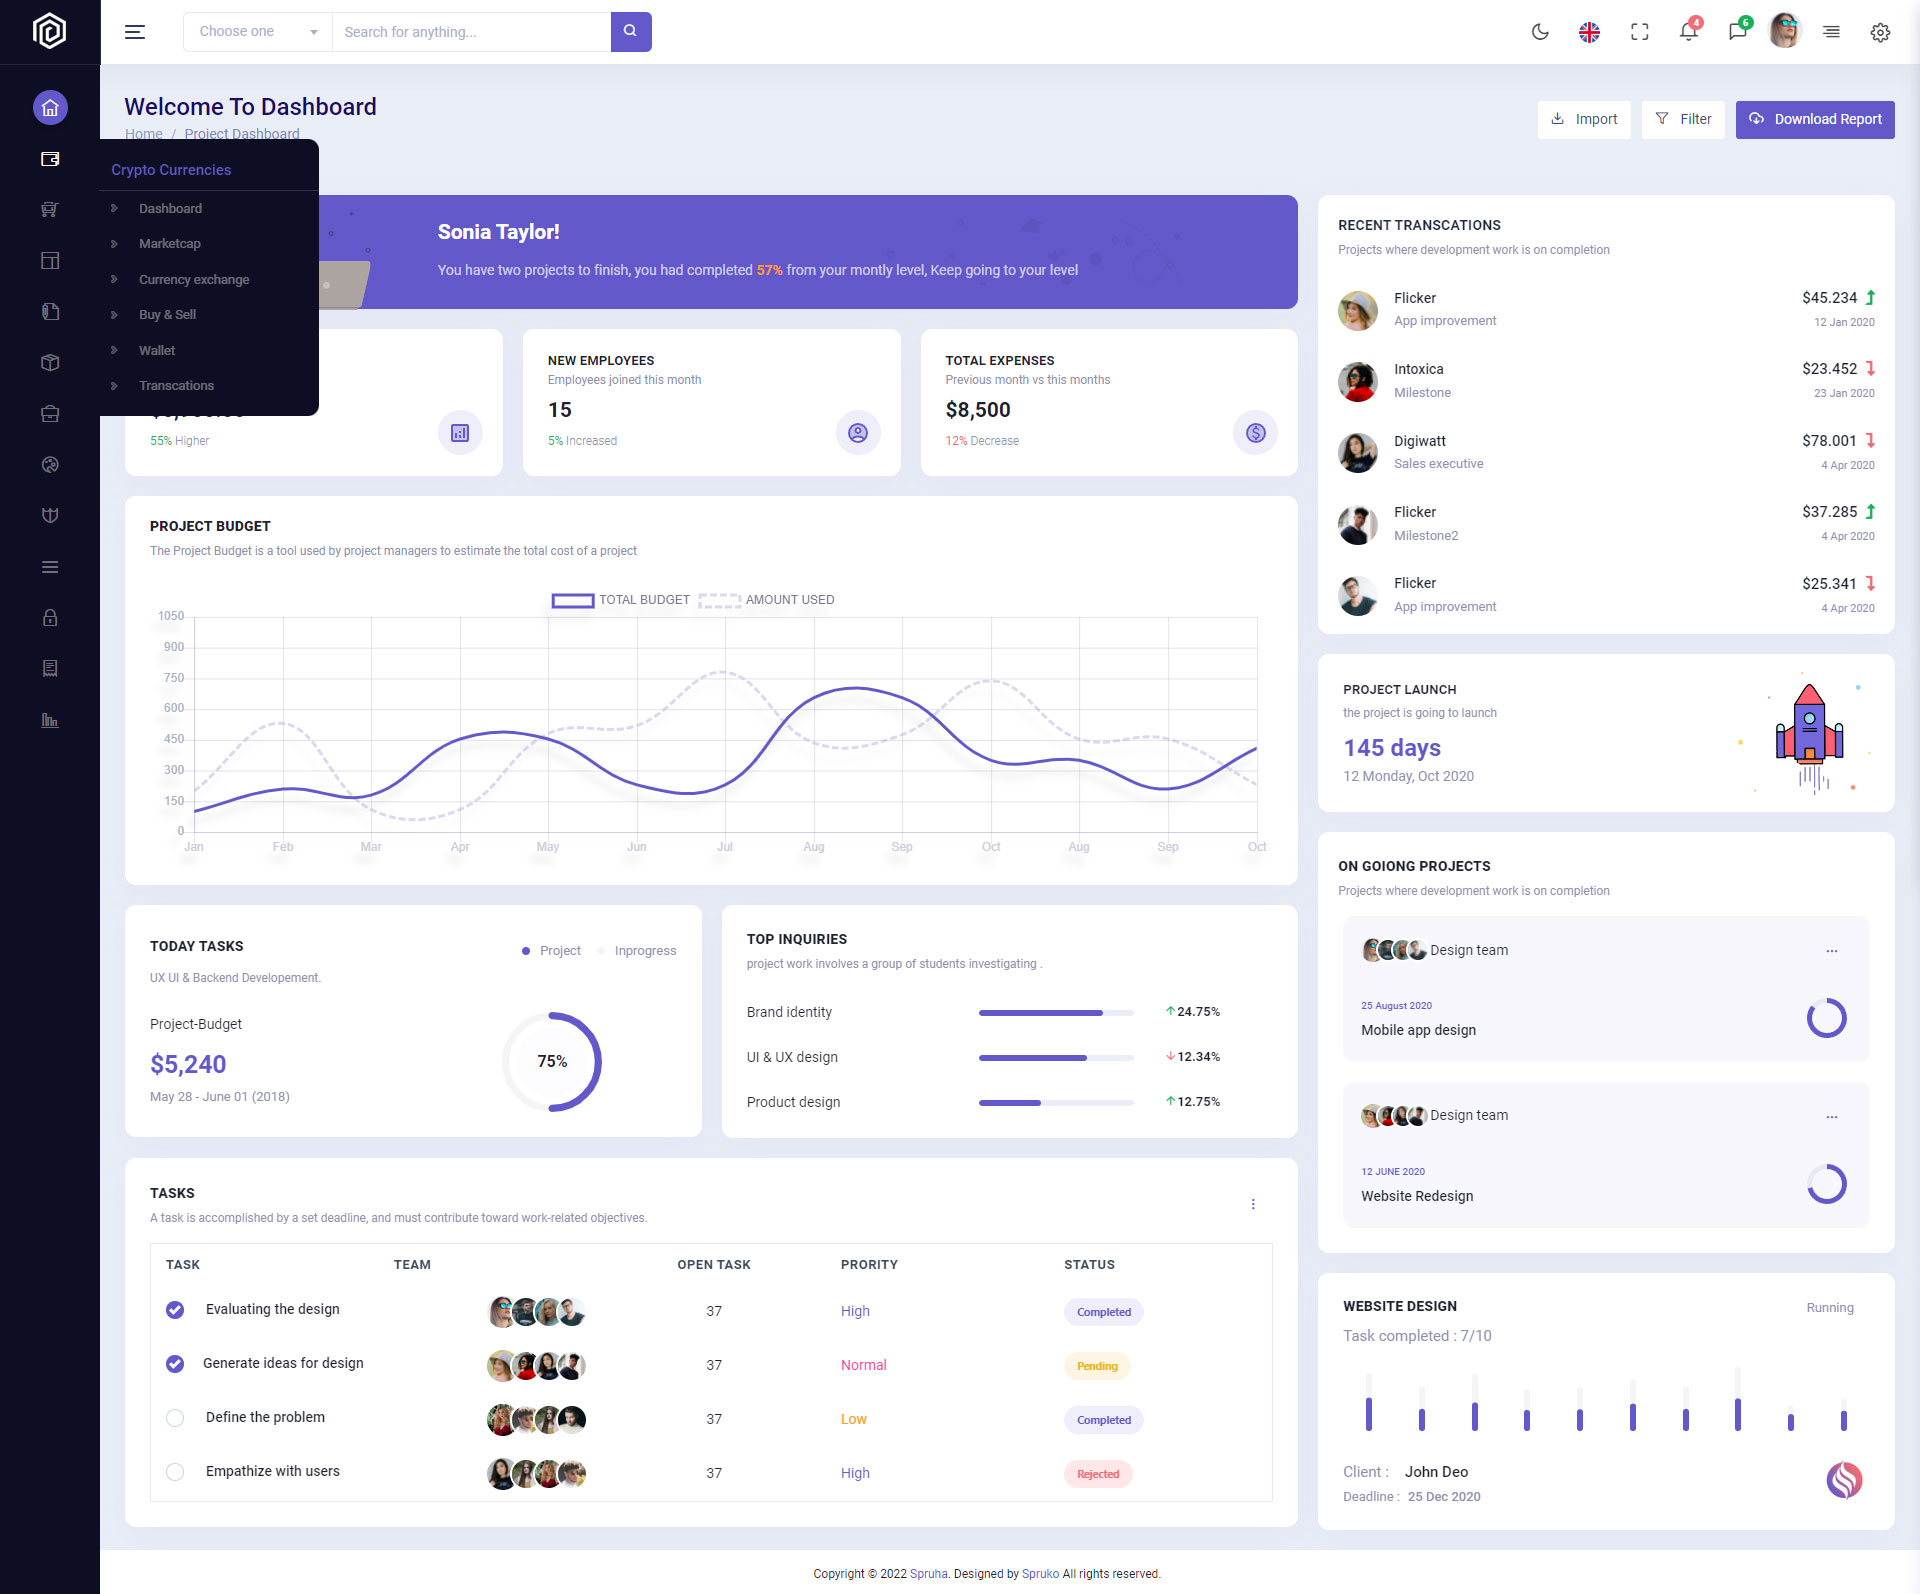 Choose one
Search for anything...
4
6
Welcome To Dashboard
Home / Project Dashboard
Import
Filter
Download Report
Crypto Currencies
Dashboard
Marketcap
Currency exchange
Buy & Sell
Wallet
Transcations
Sonia Taylor!
You have two projects to finish, you had completed 57% from your montly level, Keep going to your level
55% Higher
NEW EMPLOYEES
Employees joined this month
15
5% Increased
TOTAL EXPENSES
Previous month vs this months
$8,500
12% Decrease
PROJECT BUDGET
The Project Budget is a tool used by project managers to estimate the total cost of a project
TOTAL BUDGET AMOUNT USED
1050
900
750
600
450
300
150
0
Jan Feb Mar Apr May Jun Jul Aug Sep Oct Aug Sep Oct
TODAY TASKS
Project Inprogress
UX UI & Backend Developement.
Project-Budget
$5,240
May 28 - June 01 (2018)
75%
TOP INQUIRIES
project work involves a group of students investigating .
Brand identity 24.75%
UI & UX design 12.34%
Product design 12.75%
TASKS
A task is accomplished by a set deadline, and must contribute toward work-related objectives.
TASK TEAM OPEN TASK PRORITY STATUS
Evaluating the design 37 High Completed
Generate ideas for design 37 Normal Pending
Define the problem 37 Low Completed
Empathize with users 37 High Rejected
RECENT TRANSCATIONS
Projects where development work is on completion
Flicker $45.234
App improvement 12 Jan 2020
Intoxica $23.452
Milestone 23 Jan 2020
Digiwatt $78.001
Sales executive 4 Apr 2020
Flicker $37.285
Milestone2 4 Apr 2020
Flicker $25.341
App improvement 4 Apr 2020
PROJECT LAUNCH
the project is going to launch
145 days
12 Monday, Oct 2020
ON GOIONG PROJECTS
Projects where development work is on completion
Design team ...
25 August 2020
Mobile app design
Design team ...
12 JUNE 2020
Website Redesign
WEBSITE DESIGN
Running
Task completed : 7/10
Client : John Deo
Deadline : 25 Dec 2020
Copyright © 2022 Spruha. Designed by Spruko All rights reserved.